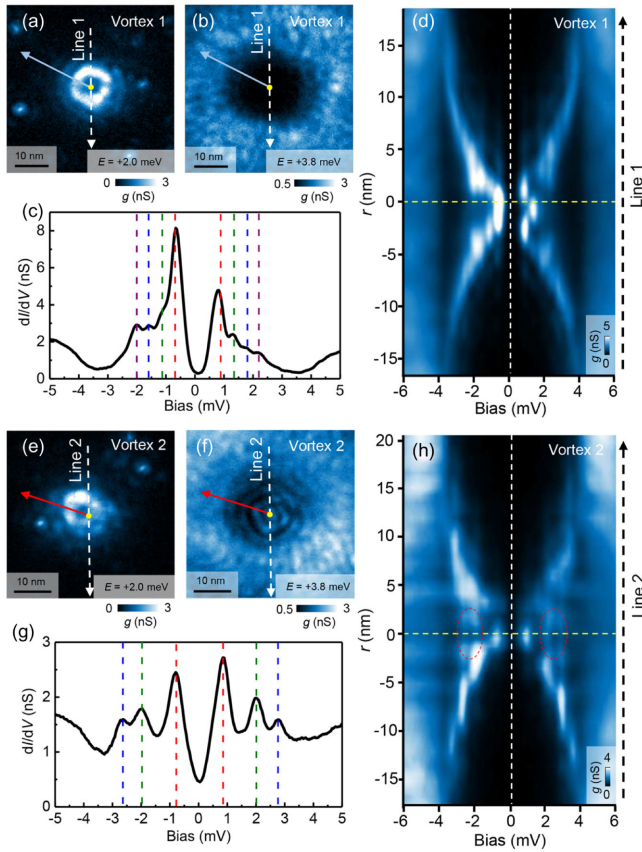 (a)
Line 1
Vortex 1
10 nm
E = +2.0 meV
0
3
g (nS)
(b)
Line 1
Vortex 1
10 nm
E = +3.8 meV
0.5
3
g (nS)
(c)
8
6
4
2
0
dI/dV (nS)
-5 -4 -3 -2 -1 0 1 2 3 4 5
Bias (mV)
(d)
Vortex 1
15
10
5
0
-5
-10
-15
r (nm)
5
0
g (nS)
-6 -4 -2 0 2 4 6
Bias (mV)
Line 1
(e)
Line 2
Vortex 2
10 nm
E = +2.0 meV
0
3
g (nS)
(f)
Line 2
Vortex 2
10 nm
E = +3.8 meV
0.5
3
g (nS)
(g)
3
2
1
0
dI/dV (nS)
-5 -4 -3 -2 -1 0 1 2 3 4 5
Bias (mV)
(h)
Vortex 2
20
15
10
5
0
-5
-10
-15
r (nm)
4
0
g (nS)
-6 -4 -2 0 2 4 6
Bias (mV)
Line 2